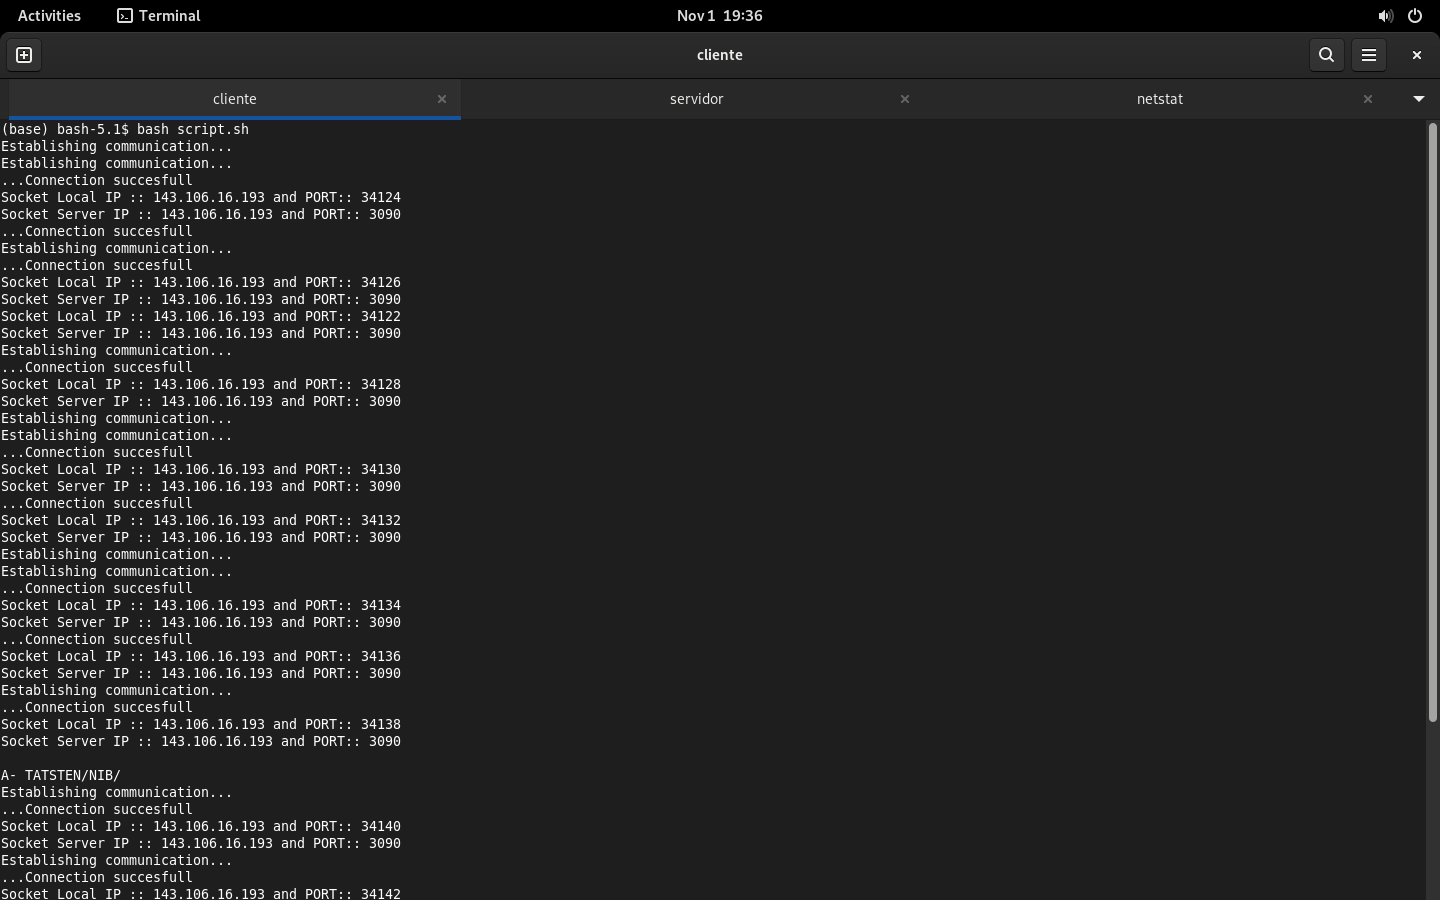 Activities Terminal Nov 1 19:36
cliente
cliente servidor netstat
(base) bash-5.1$ bash script.sh
Establishing communication...
Establishing communication...
...Connection succesfull
Socket Local IP :: 143.106.16.193 and PORT:: 34124
Socket Server IP :: 143.106.16.193 and PORT:: 3090
...Connection succesfull
Establishing communication...
...Connection succesfull
Socket Local IP :: 143.106.16.193 and PORT:: 34126
Socket Server IP :: 143.106.16.193 and PORT:: 3090
Socket Local IP :: 143.106.16.193 and PORT:: 34122
Socket Server IP :: 143.106.16.193 and PORT:: 3090
Establishing communication...
...Connection succesfull
Socket Local IP :: 143.106.16.193 and PORT:: 34128
Socket Server IP :: 143.106.16.193 and PORT:: 3090
Establishing communication...
Establishing communication...
...Connection succesfull
Socket Local IP :: 143.106.16.193 and PORT:: 34130
Socket Server IP :: 143.106.16.193 and PORT:: 3090
...Connection succesfull
Socket Local IP :: 143.106.16.193 and PORT:: 34132
Socket Server IP :: 143.106.16.193 and PORT:: 3090
Establishing communication...
Establishing communication...
...Connection succesfull
Socket Local IP :: 143.106.16.193 and PORT:: 34134
Socket Server IP :: 143.106.16.193 and PORT:: 3090
...Connection succesfull
Socket Local IP :: 143.106.16.193 and PORT:: 34136
Socket Server IP :: 143.106.16.193 and PORT:: 3090
Establishing communication...
...Connection succesfull
Socket Local IP :: 143.106.16.193 and PORT:: 34138
Socket Server IP :: 143.106.16.193 and PORT:: 3090
A- TATSTEN/NIB/
Establishing communication...
...Connection succesfull
Socket Local IP :: 143.106.16.193 and PORT:: 34140
Socket Server IP :: 143.106.16.193 and PORT:: 3090
Establishing communication...
...Connection succesfull
Socket Local IP :: 143.106.16.193 and PORT:: 34142